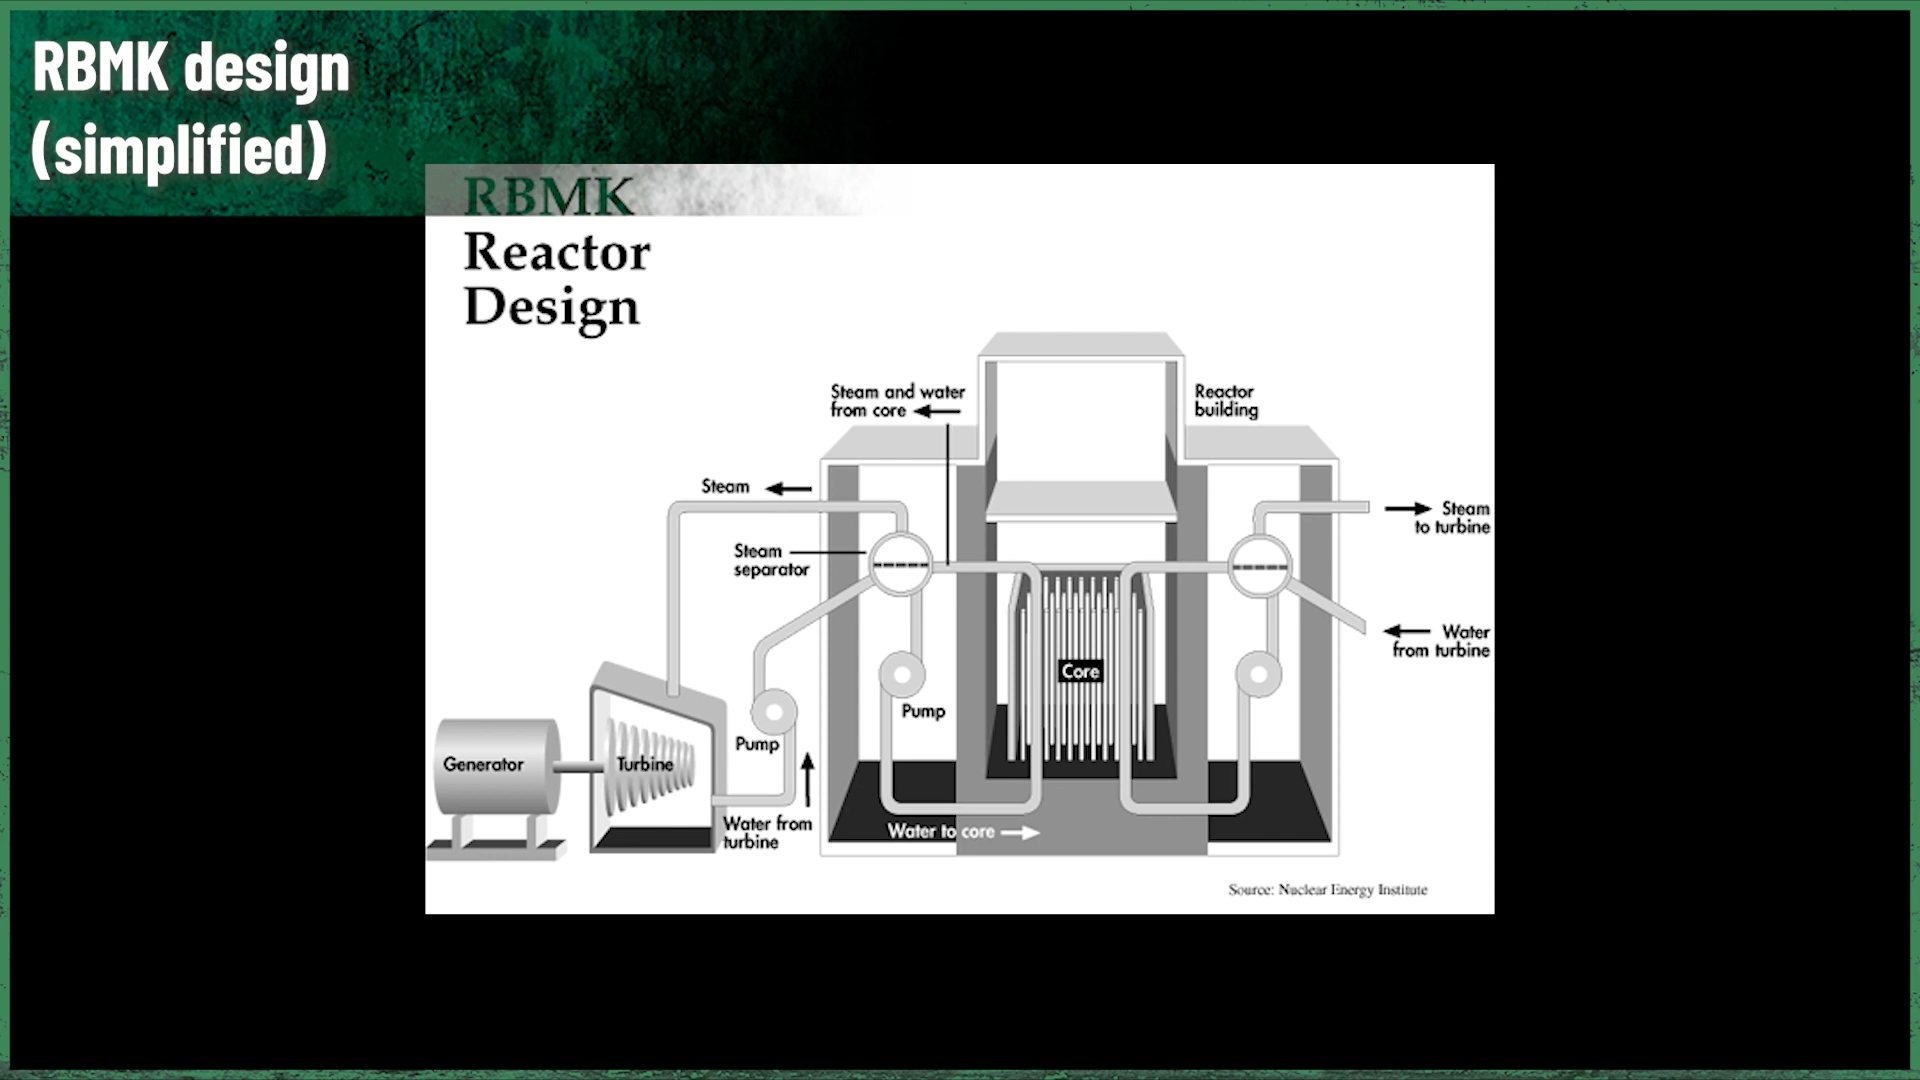 RBMK design
(simplified)
RBMK
Reactor
Design
Steam and water
from core
Reactor
building
Steam
Steam
to turbine
Steam
separator
Water
from turbine
Core
Pump
Pump
Generator
Turbine
Water from
turbine
Water to core
Source: Nuclear Energy Institute